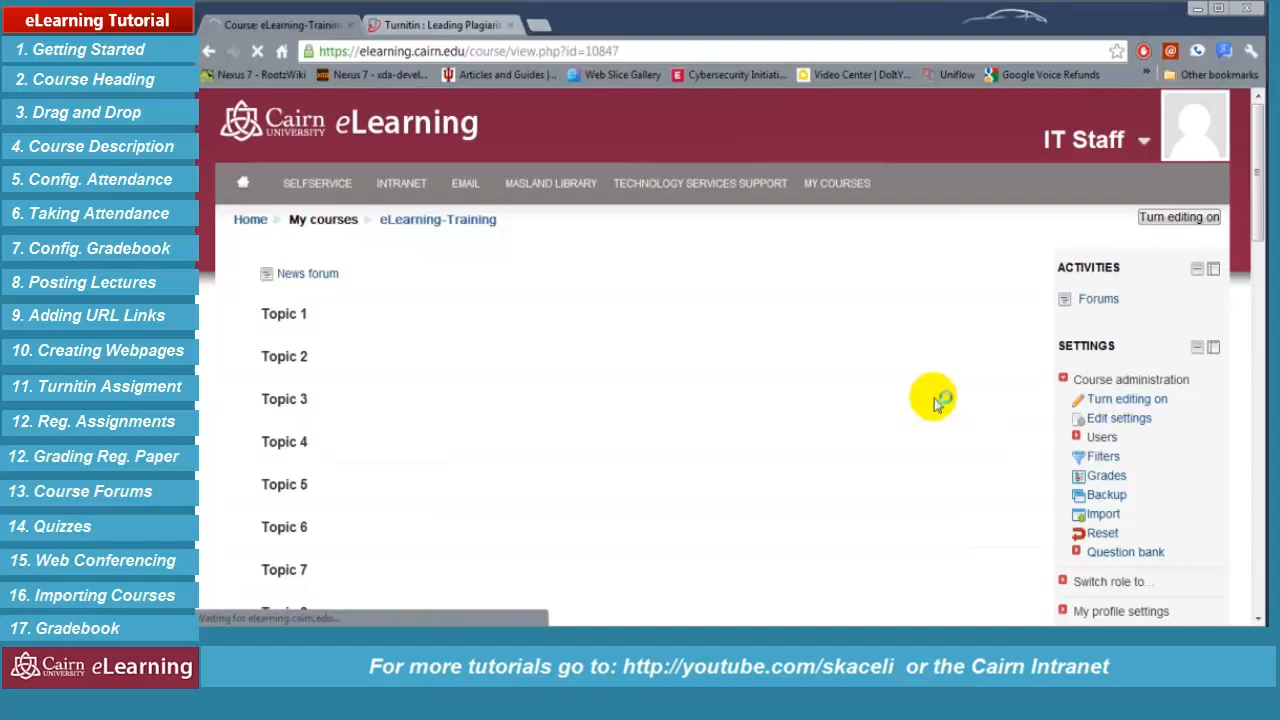 eLearning Tutorial
1. Getting Started
2. Course Heading
3. Drag and Drop
4. Course Description
5. Config. Attendance
6. Taking Attendance
7. Config. Gradebook
8. Posting Lectures
9. Adding URL Links
10. Creating Webpages
11. Turnitin Assigment
12. Reg. Assignments
12. Grading Reg. Paper
13. Course Forums
14. Quizzes
15. Web Conferencing
16. Importing Courses
17. Gradebook
Cairn UNIVERSITY eLearning
Course: eLearning-Trainin
Turnitin : Leading Plagiaris
https://elearning.cairn.edu/course/view.php?id=10847
Nexus 7 - RootzWiki
Nexus 7 - xda-devel...
Articles and Guides |...
Web Slice Gallery
Cybersecurity Initiati...
Video Center | DoItY...
Uniflow
Google Voice Refunds
»
Other bookmarks
Cairn UNIVERSITY eLearning
IT Staff
SELFSERVICE
INTRANET
EMAIL
MASLAND LIBRARY
TECHNOLOGY SERVICES SUPPORT
MY COURSES
Home
My courses
eLearning-Training
Turn editing on
News forum
Topic 1
Topic 2
Topic 3
Topic 4
Topic 5
Topic 6
Topic 7
ACTIVITIES
Forums
SETTINGS
Course administration
Turn editing on
Edit settings
Users
Filters
Grades
Backup
Import
Reset
Question bank
Switch role to...
My profile settings
Waiting for elearning.cairn.edu...
For more tutorials go to: http://youtube.com/skaceli or the Cairn Intranet